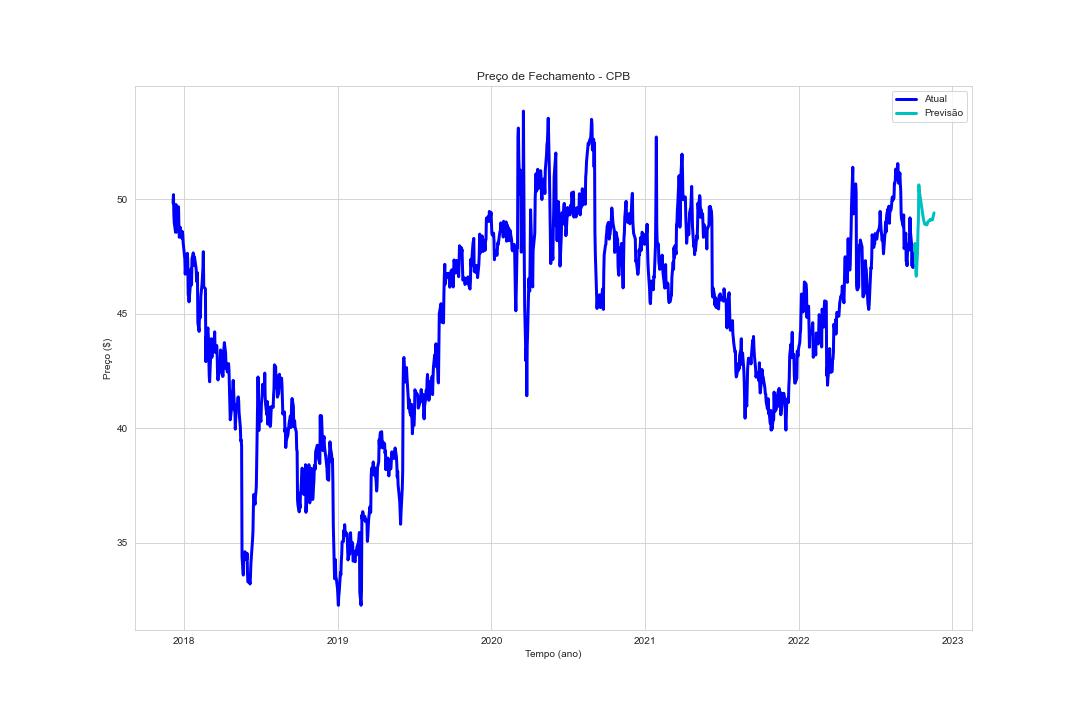 Preço de Fechamento - CPB
Atual
Previsão
Preço ($)
50
45
40
35
2018
2019
2020
2021
2022
2023
Tempo (ano)